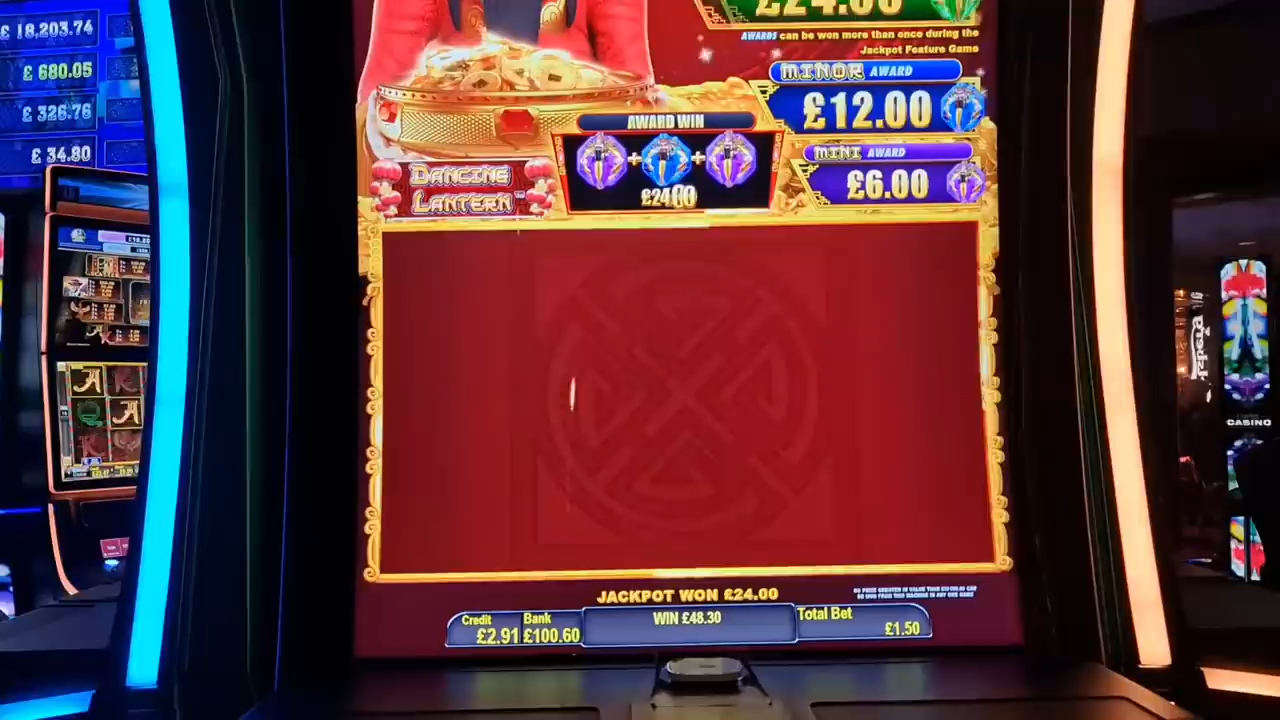 £ 18,203.74
£ 680.05
£ 326.76
£ 34.80
£24.00
AWARDS can be won more than once during the
Jackpot Feature Game
MINOR AWARD
£12.00
MINI AWARD
£6.00
AWARD WIN
+ +
£24.00
DANCING
LANTERN™
JACKPOT WON £24.00
Credit
£2.91
Bank
£100.60
WIN £48.30
Total Bet
£1.50
CASINO